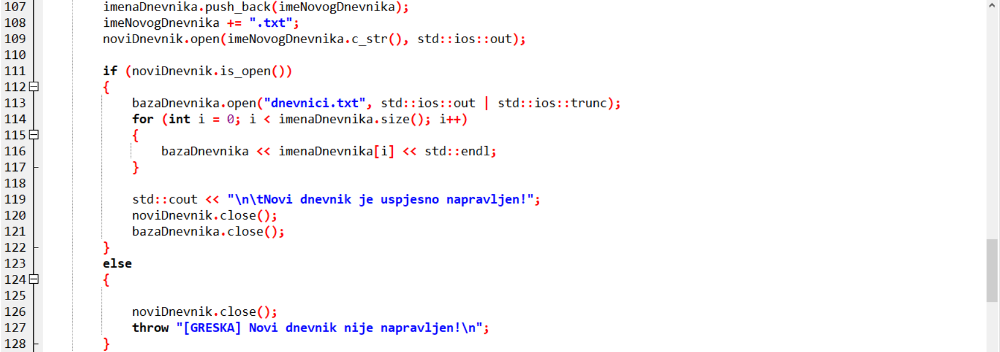 107 imenaDnevnika.push_back(imeNovogDnevnika);
108 imeNovogDnevnika += ".txt";
109 noviDnevnik.open(imeNovogDnevnika.c_str(), std::ios::out);
110
111 if (noviDnevnik.is_open())
112 {
113 bazaDnevnika.open("dnevnici.txt", std::ios::out | std::ios::trunc);
114 for (int i = 0; i < imenaDnevnika.size(); i++)
115 {
116 bazaDnevnika << imenaDnevnika[i] << std::endl;
117 }
118
119 std::cout << "\n\tNovi dnevnik je uspjesno napravljen!";
120 noviDnevnik.close();
121 bazaDnevnika.close();
122 }
123 else
124 {
125
126 noviDnevnik.close();
127 throw "[GRESKA] Novi dnevnik nije napravljen!\n";
128 }